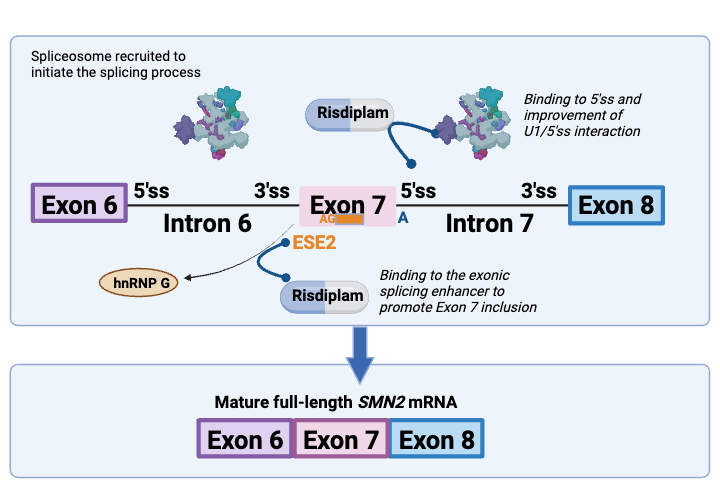 Spliceosome recruited to
initiate the splicing process
Risdiplam
Binding to 5'ss and
improvement of
U1/5'ss interaction
Exon 6
5'ss
3'ss
Exon 7
5'ss
3'ss
Exon 8
Intron 6
AG
A
Intron 7
ESE2
hnRNP G
Risdiplam
Binding to the exonic
splicing enhancer to
promote Exon 7 inclusion
Mature full-length SMN2 mRNA
Exon 6
Exon 7
Exon 8